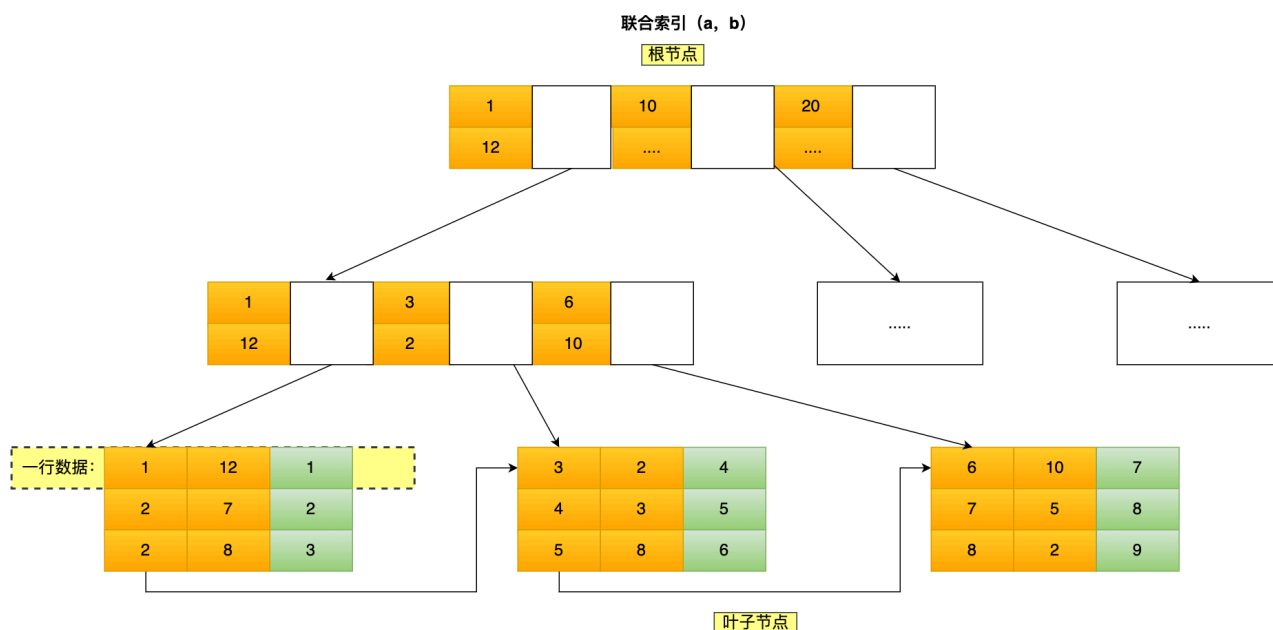 联合索引（a，b）
根节点
1 10 20
12 .... ....
1 3 6
12 2 10
..... .....
一行数据： 1 12 1 3 2 4 6 10 7
2 7 2 4 3 5 7 5 8
2 8 3 5 8 6 8 2 9
叶子节点